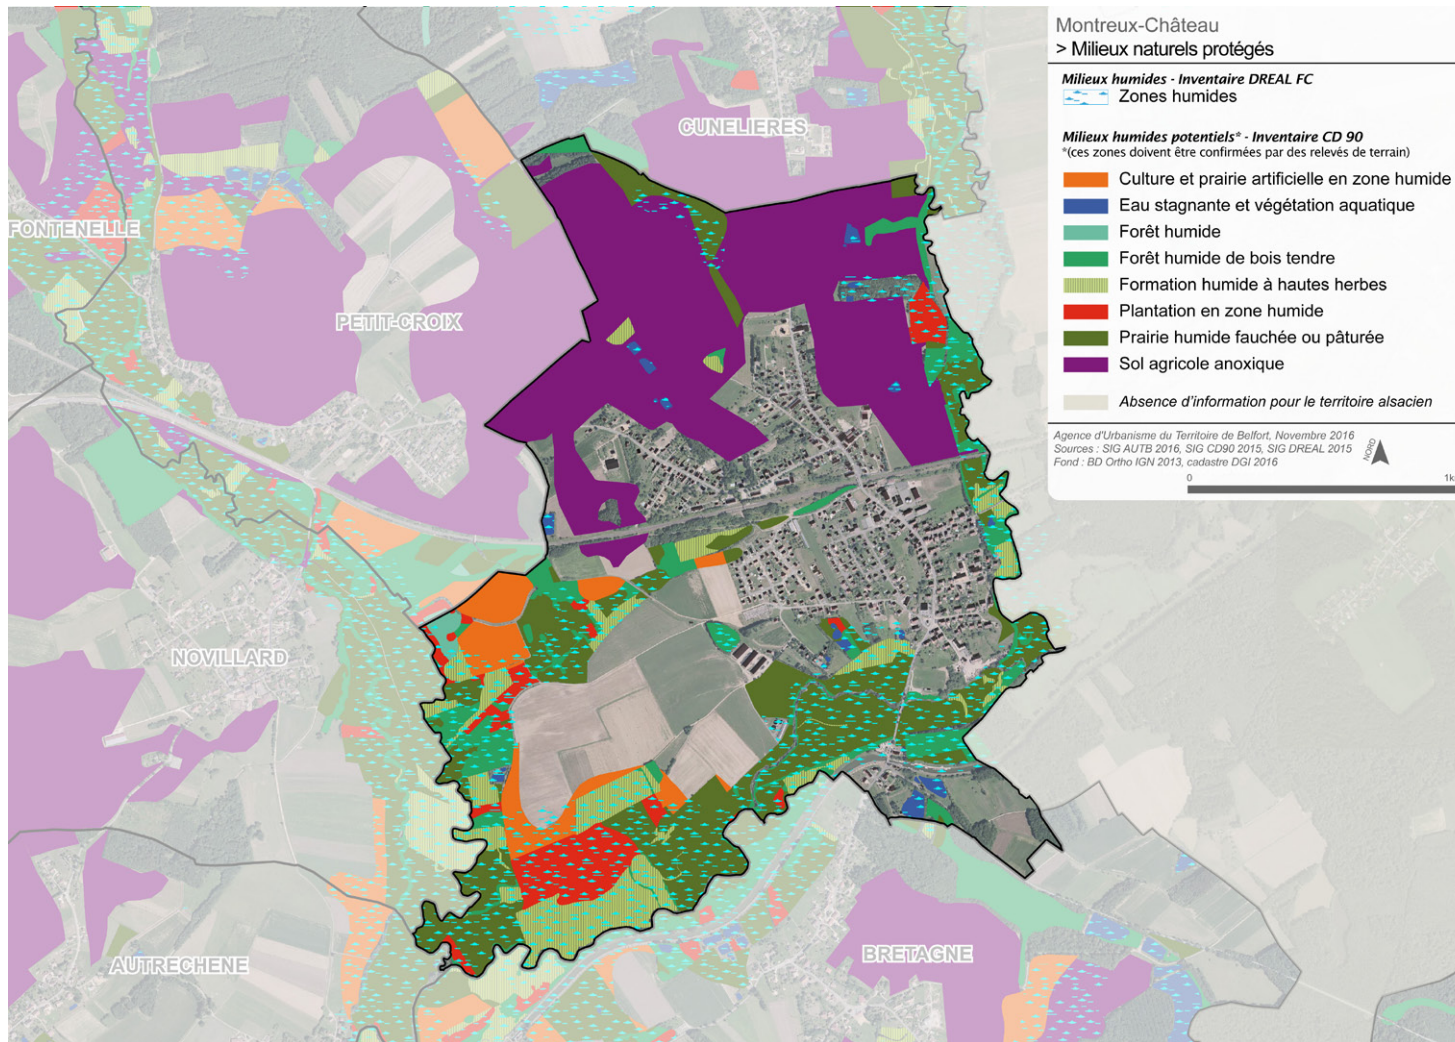 Montreux-Château
> Milieux naturels protégés
Milieux humides - Inventaire DREAL FC
Zones humides
Milieux humides potentiels* - Inventaire CD 90
*(ces zones doivent être confirmées par des relevés de terrain)
Culture et prairie artificielle en zone humide
Eau stagnante et végétation aquatique
Forêt humide
Forêt humide de bois tendre
Formation humide à hautes herbes
Plantation en zone humide
Prairie humide fauchée ou pâturée
Sol agricole anoxique
Absence d'information pour le territoire alsacien
Agence d'Urbanisme du Territoire de Belfort, Novembre 2016
Sources : SIG AUTB 2016, SIG CD90 2015, SIG DREAL 2015
Fond : BD Ortho IGN 2013, cadastre DGI 2016
NORD
0
CUNELIERES
FONTENELLE
PETIT-CROIX
NOVILLARD
AUTRECHENE
BRETAGNE